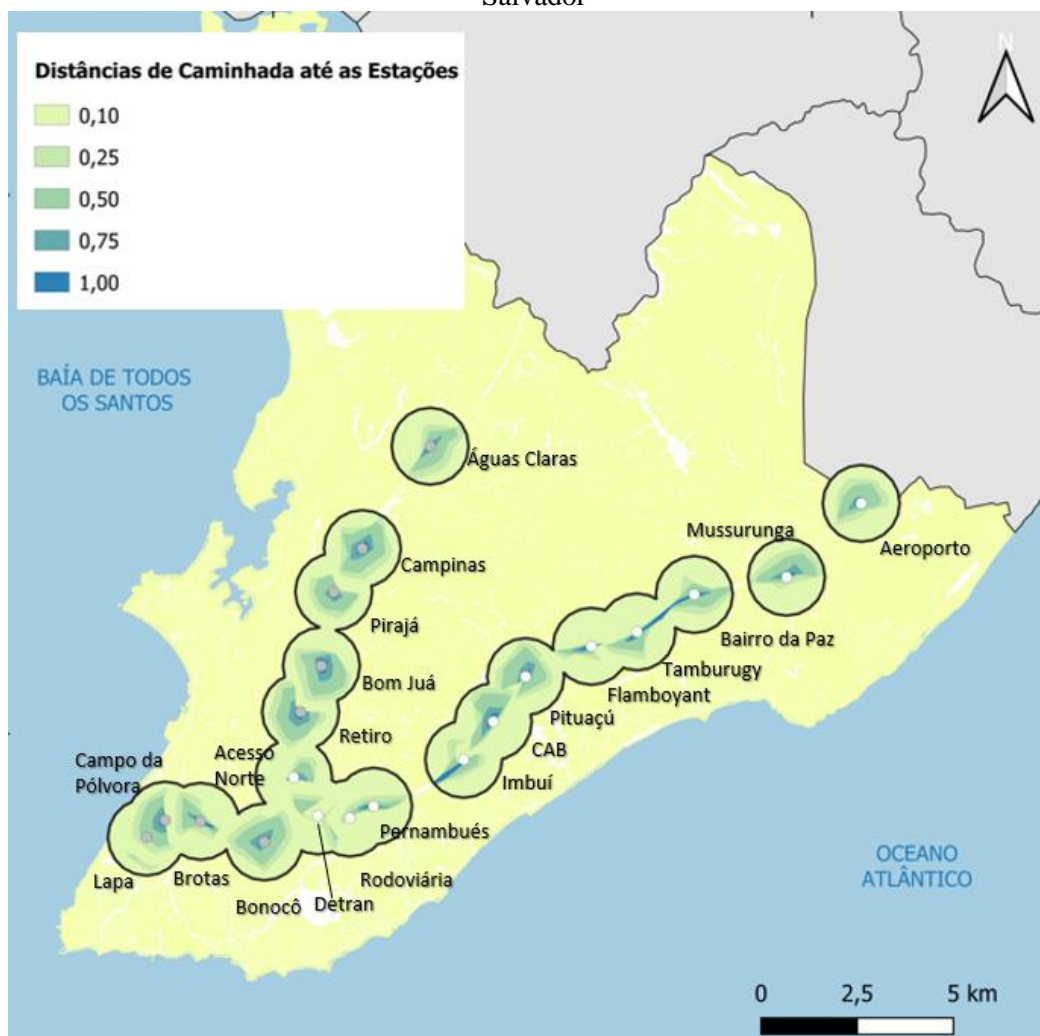 Salvador
N
Distâncias de Caminhada até as Estações
0,10
0,25
0,50
0,75
1,00
BAÍA DE TODOS
OS SANTOS
Águas Claras
Mussurunga
Aeroporto
Campinas
Pirajá
Bairro da Paz
Tamburugy
Bom Juá
Flamboyant
Pituaçú
Retiro
CAB
Acesso
Norte
Campo da
Pólvora
Imbuí
Pernambués
OCEANO
ATLÂNTICO
Lapa
Brotas
Rodoviária
Bonocô
Detran
0
2,5
5 km